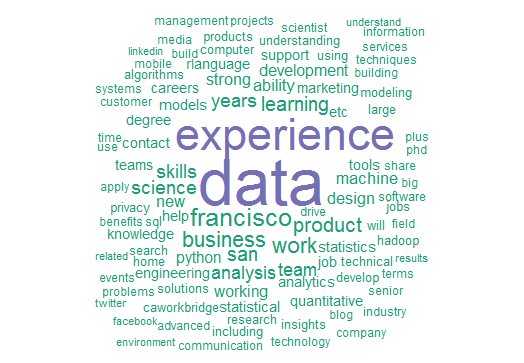 management projects scientist understand
media products understanding information
linkedin build computer services
mobile rlanguage support using techniques
algorithms strong development building
systems careers ability marketing modeling
customer models years learning etc large
degree
time contact experience plus
use phd
teams skills tools share
apply science data machine big
privacy new design software
benefits sql help francisco drive product will field jobs
knowledge business work statistics hadoop
related search san
home python job technical results
events engineering analysis team develop terms
problems solutions working analytics senior
twitter caworkbridge statistical quantitative
facebook advanced research insights blog industry
including company
environment communication technology